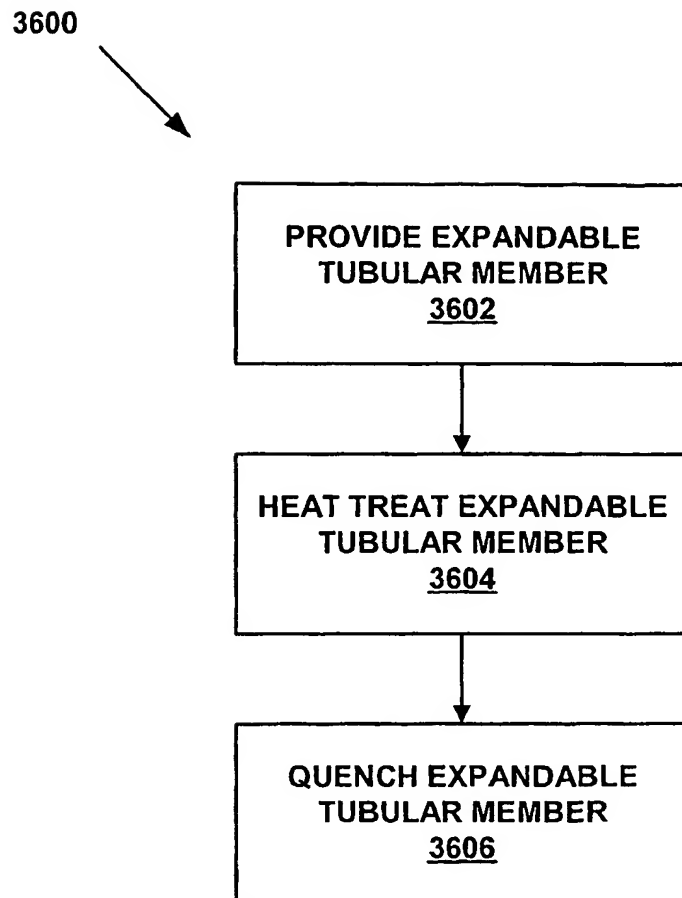 3600
PROVIDE EXPANDABLE
TUBULAR MEMBER
3602
HEAT TREAT EXPANDABLE
TUBULAR MEMBER
3604
QUENCH EXPANDABLE
TUBULAR MEMBER
3606